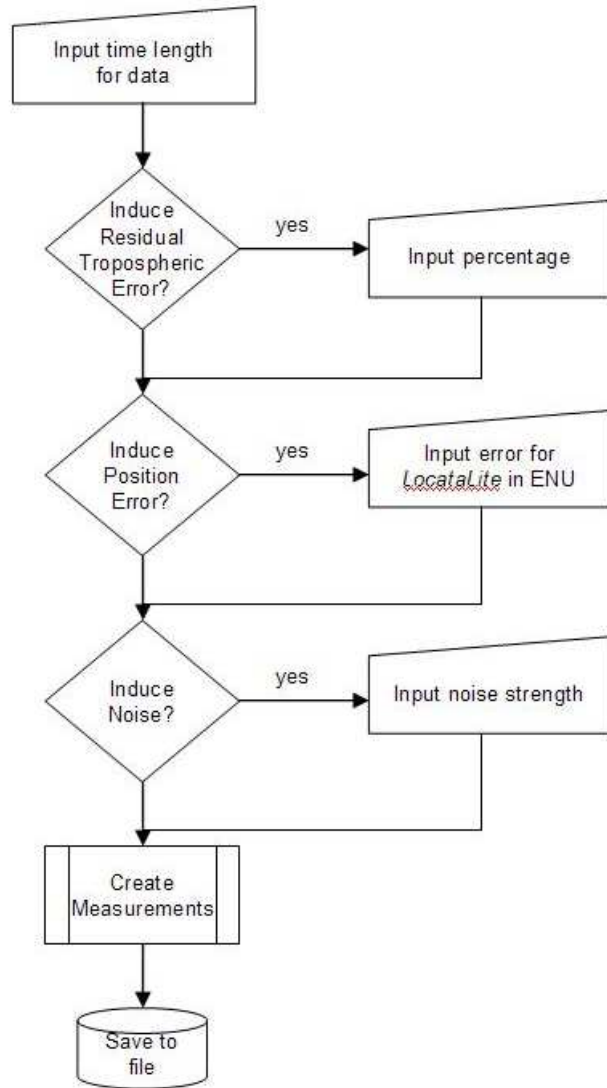 Input time length
for data
Induce
Residual
Tropospheric
Error?
yes
Input percentage
Induce
Position
Error?
yes
Input error for
LocataLite in ENU
Induce
Noise?
yes
Input noise strength
Create
Measurements
Save to
file